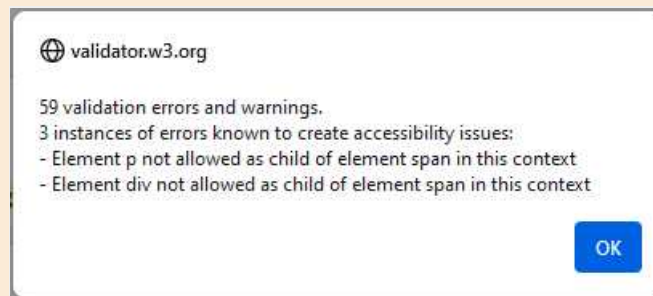 validator.w3.org
59 validation errors and warnings.
3 instances of errors known to create accessibility issues:
- Element p not allowed as child of element span in this context
- Element div not allowed as child of element span in this context
OK